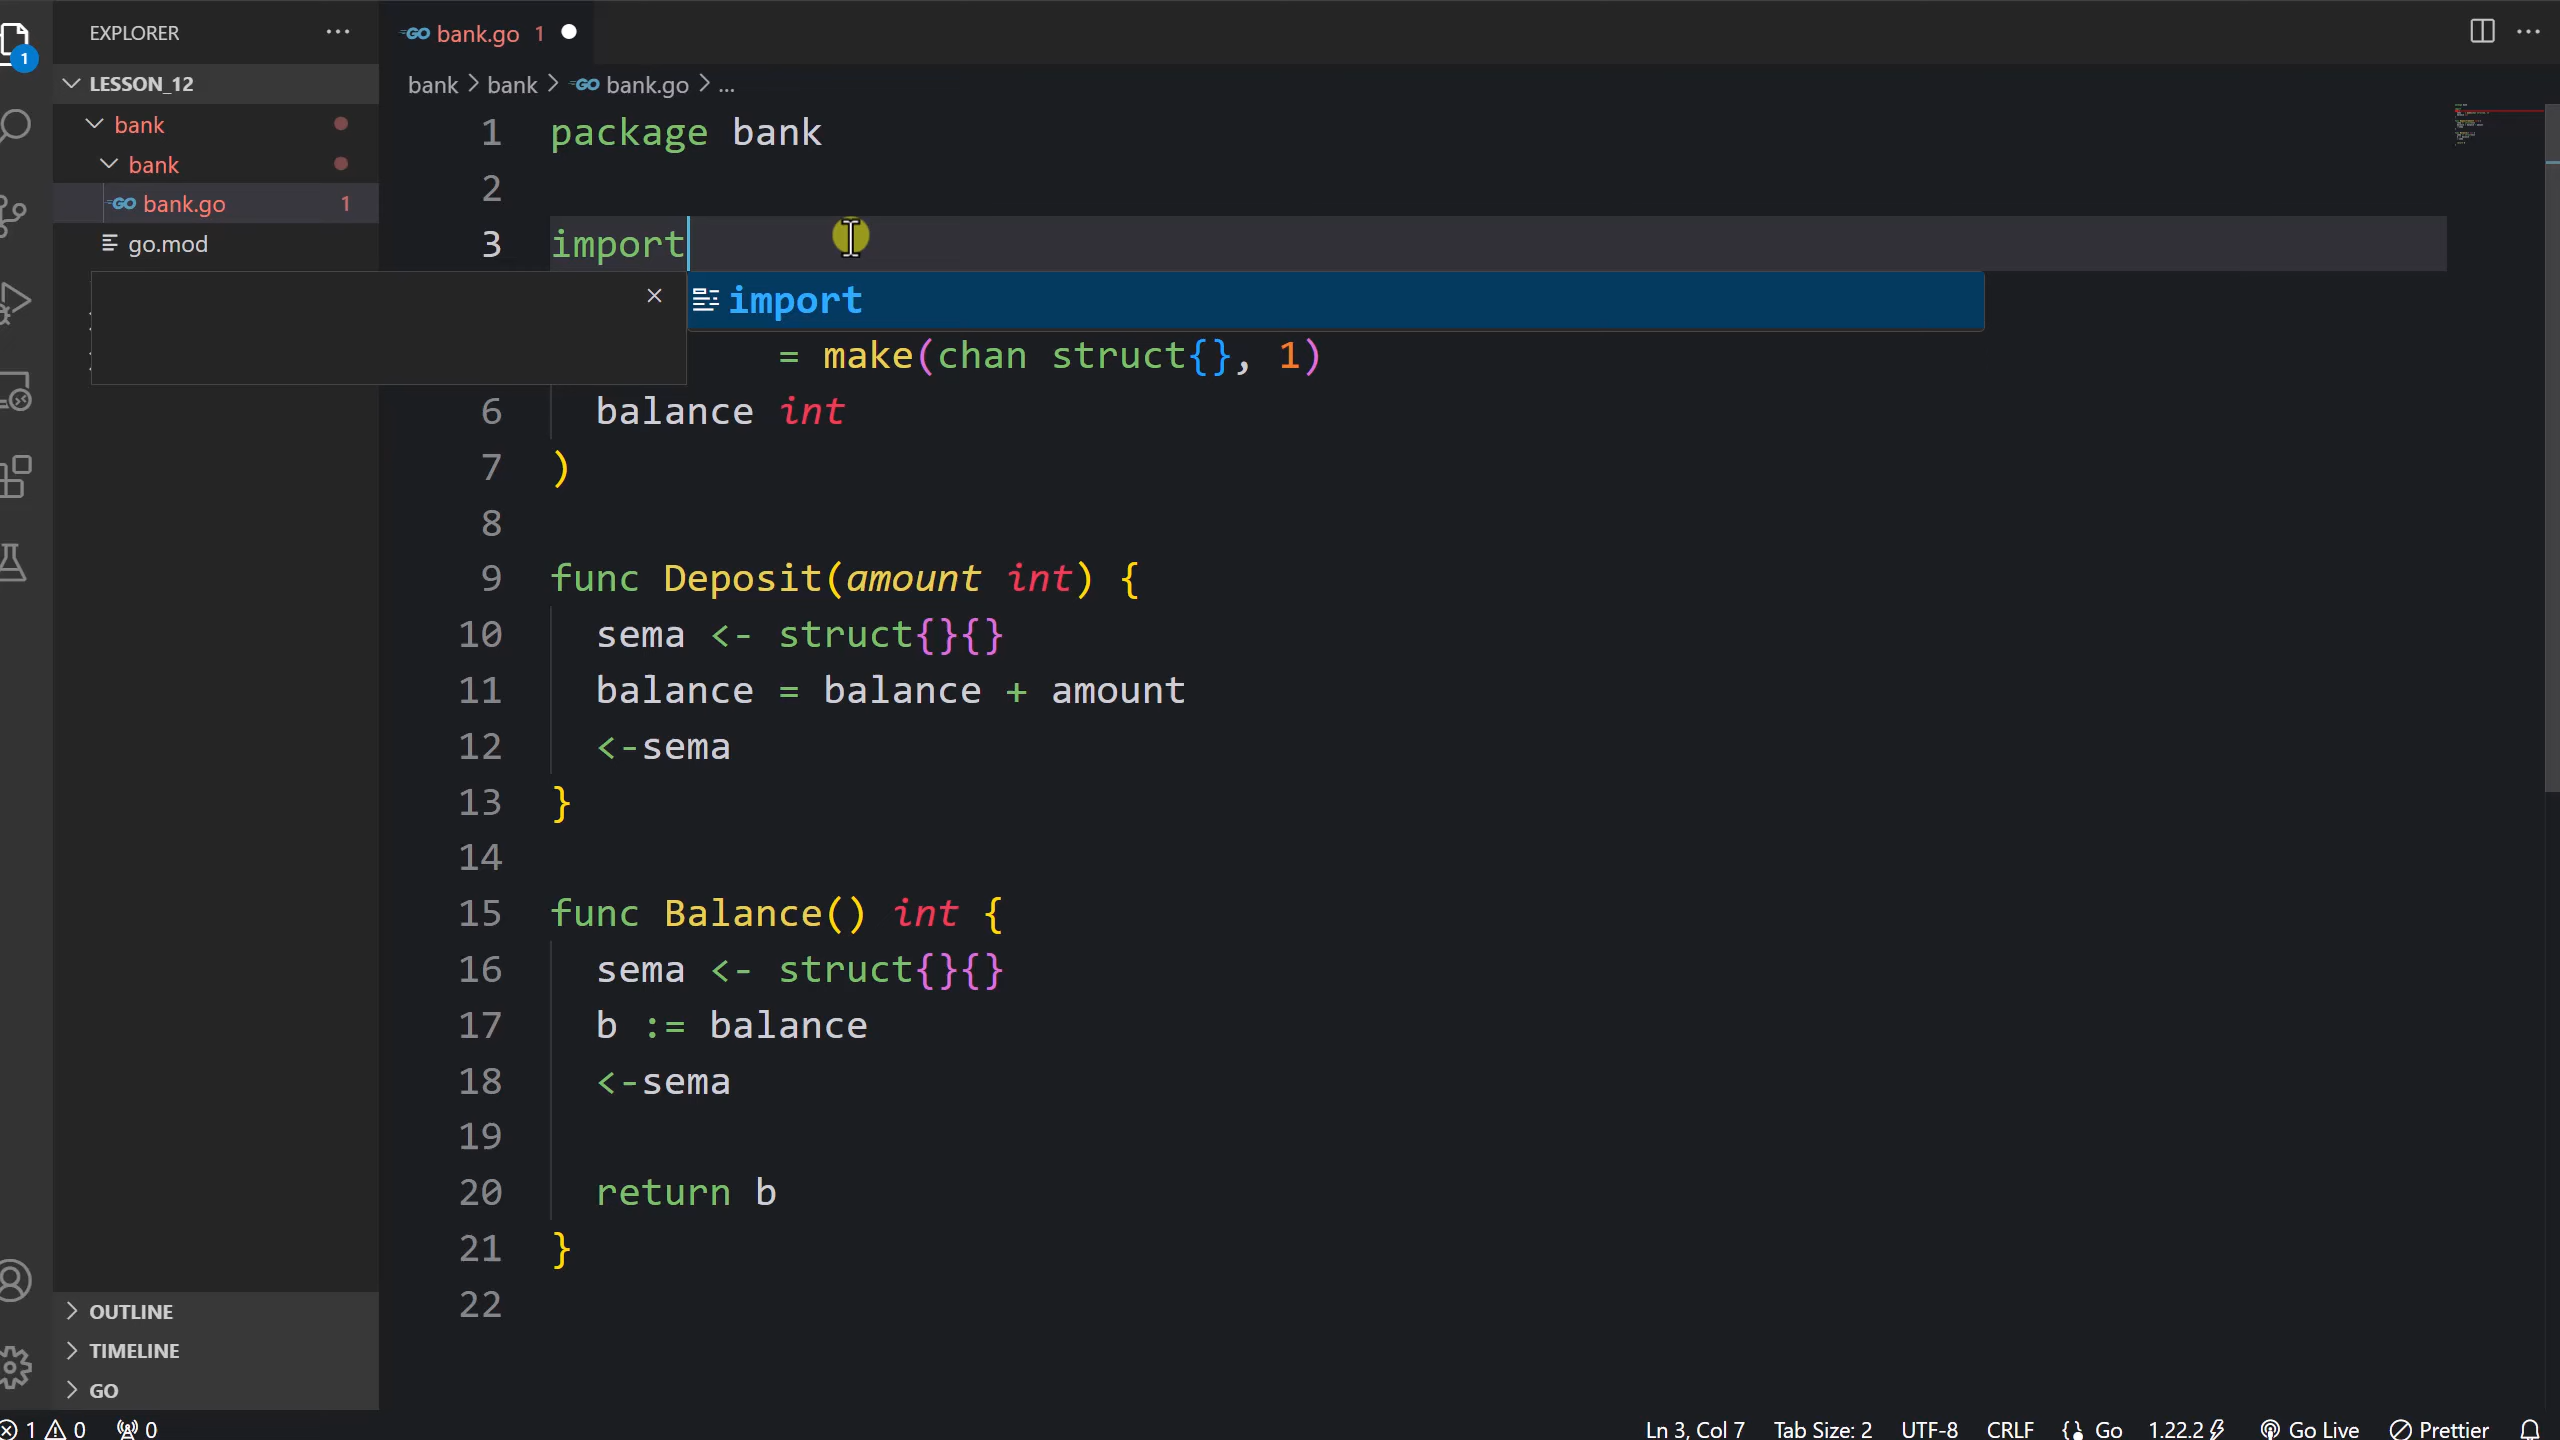 EXPLORER ...
bank.go 1
LESSON_12
bank
bank
bank.go 1
go.mod
1
bank > bank > bank.go > ...
1 package bank
2
3 import
import
= make(chan struct{}, 1)
6 balance int
7 )
8
9 func Deposit(amount int) {
10 sema <- struct{}{}
11 balance = balance + amount
12 <-sema
13 }
14
15 func Balance() int {
16 sema <- struct{}{}
17 b := balance
18 <-sema
19
20 return b
21 }
22
OUTLINE
TIMELINE
GO
1 0 0 Ln 3, Col 7 Tab Size: 2 UTF-8 CRLF Go 1.22.2 Go Live Prettier